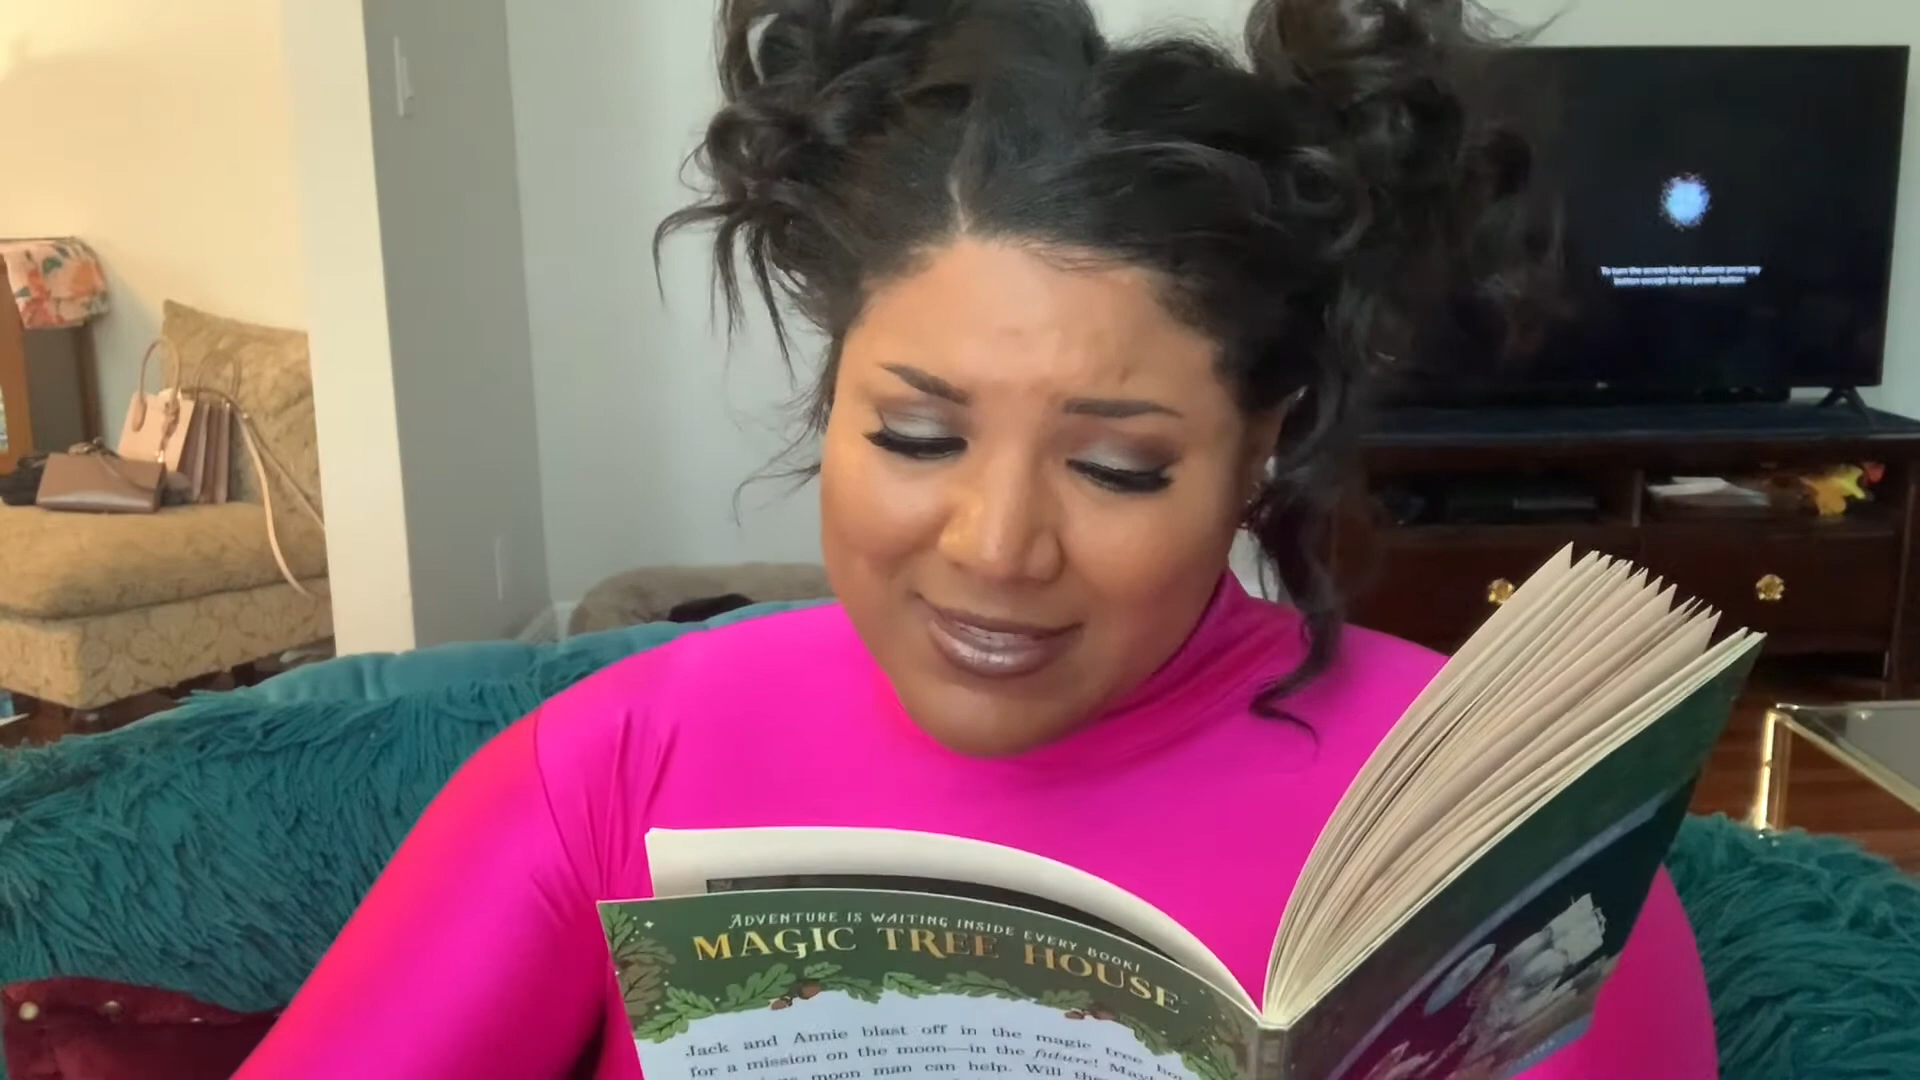 To turn the screen back on, please press any
button except for the power button.
ADVENTURE IS WAITING INSIDE EVERY BOOK!
MAGIC TREE HOUSE
Jack and Annie blast off in the magic tree
for a mission on the moon—in the future!
moon man can help. Will